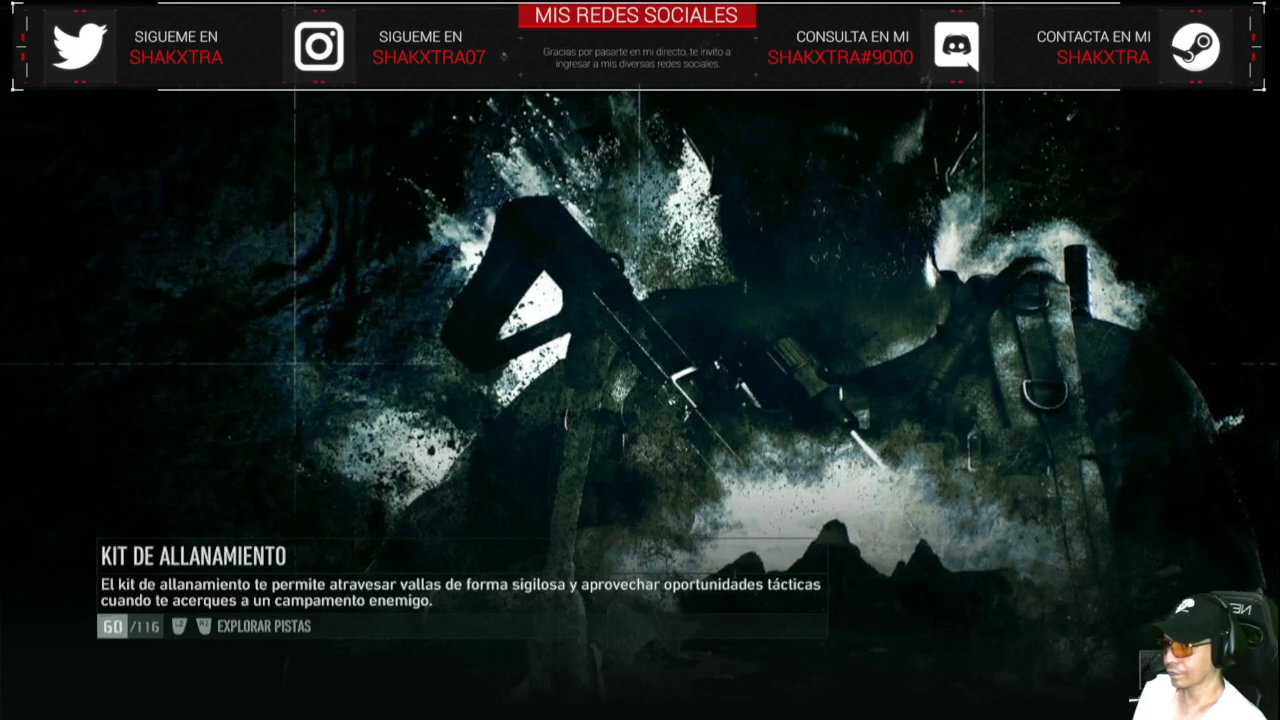 MIS REDES SOCIALES
SIGUEME EN
SHAKXTRA
SIGUEME EN
SHAKXTRA07
Gracias por pasarte en mi directo, te invito a
ingresar a mis diversas redes sociales.
CONSULTA EN MI
SHAKXTRA#9000
CONTACTA EN MI
SHAKXTRA
KIT DE ALLANAMIENTO
El kit de allanamiento te permite atravesar vallas de forma sigilosa y aprovechar oportunidades tácticas
cuando te acerques a un campamento enemigo.
60 /116 L2 R2 EXPLORAR PISTAS